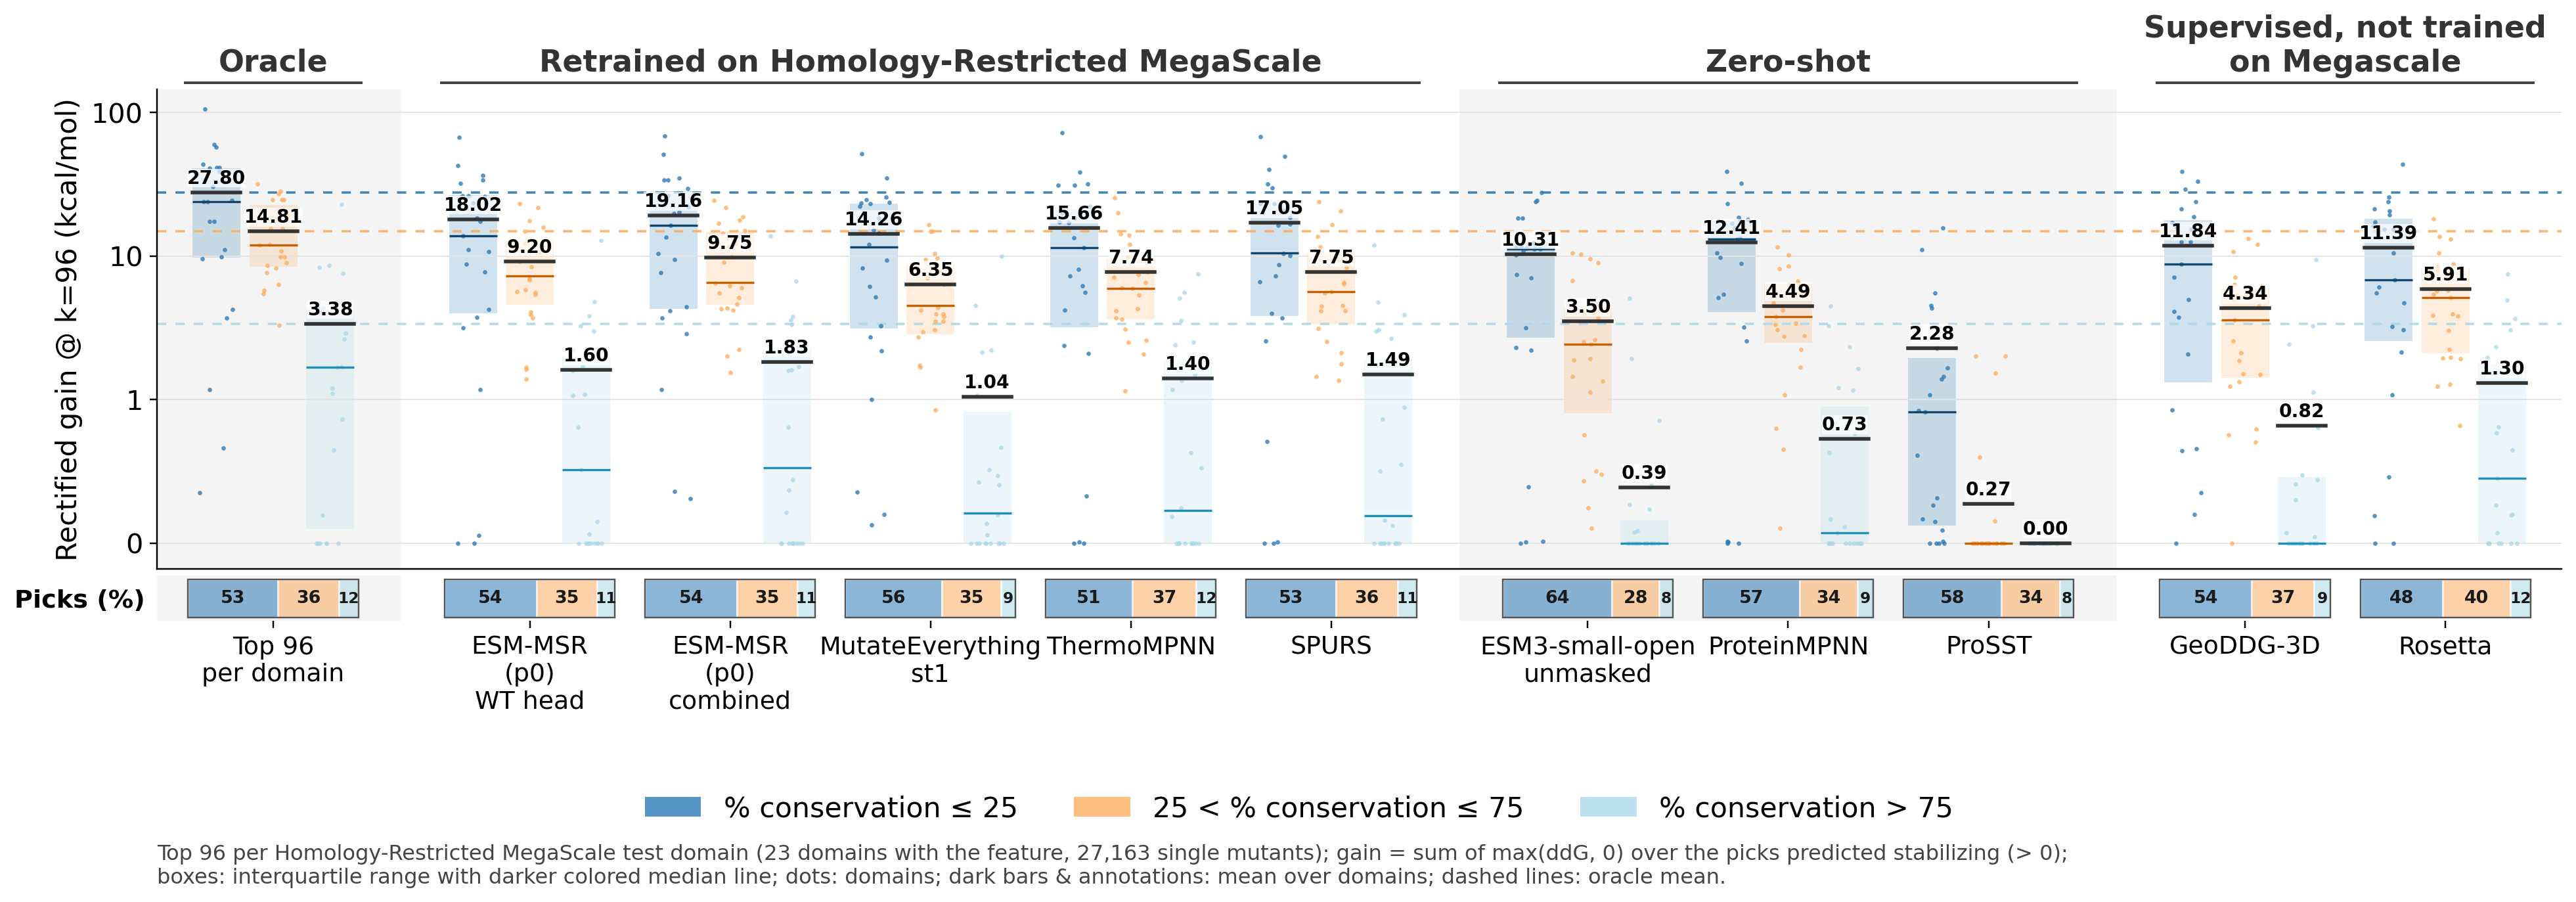 Supervised, not trained
on Megascale
Oracle
Retrained on Homology-Restricted MegaScale
Zero-shot
Rectified gain @ k=96 (kcal/mol)
100
10
1
0
27.80
14.81
3.38
18.02
9.20
1.60
19.16
9.75
1.83
14.26
6.35
1.04
15.66
7.74
1.40
17.05
7.75
1.49
10.31
3.50
0.39
12.41
4.49
0.73
2.28
0.27
0.00
11.84
4.34
0.82
11.39
5.91
1.30
Picks (%)
53 36 12
54 35 11
54 35 11
56 35 9
51 37 12
53 36 11
64 28 8
57 34 9
58 34 8
54 37 9
48 40 12
Top 96
per domain
ESM-MSR
(p0)
WT head
ESM-MSR
(p0)
combined
MutateEverything
st1
ThermoMPNN
SPURS
ESM3-small-open
unmasked
ProteinMPNN
ProSST
GeoDDG-3D
Rosetta
% conservation ≤ 25
25 < % conservation ≤ 75
% conservation > 75
Top 96 per Homology-Restricted MegaScale test domain (23 domains with the feature, 27,163 single mutants); gain = sum of max(ddG, 0) over the picks predicted stabilizing (> 0);
boxes: interquartile range with darker colored median line; dots: domains; dark bars & annotations: mean over domains; dashed lines: oracle mean.